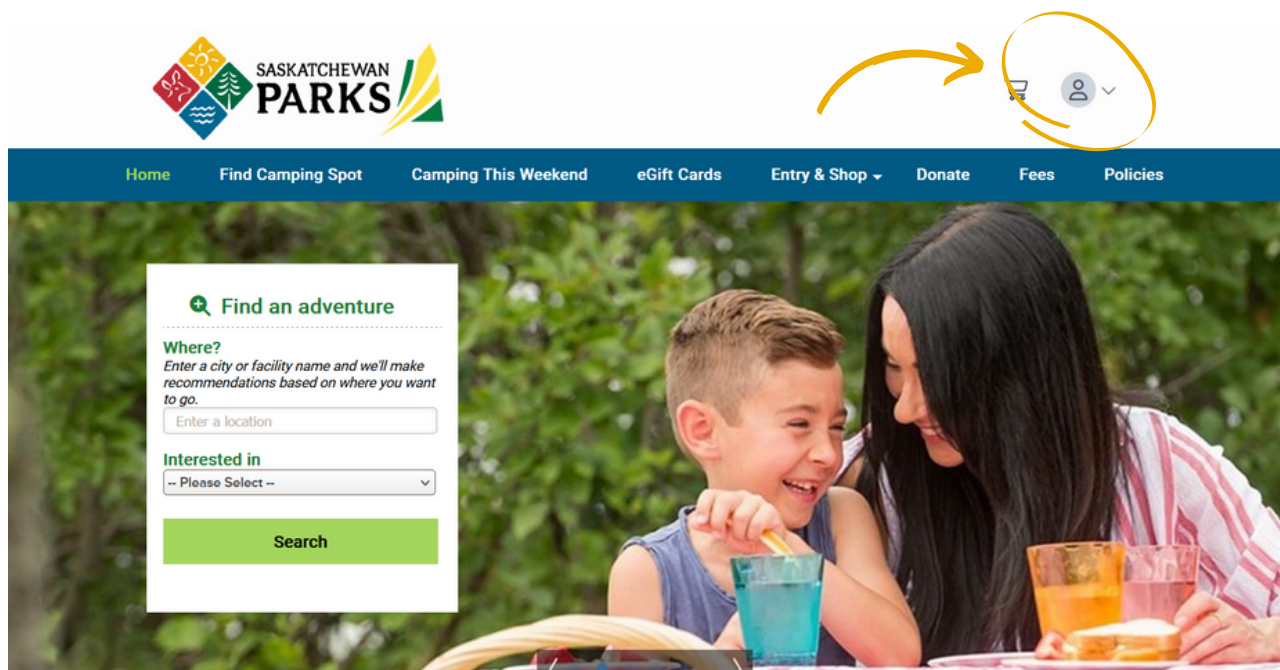 SASKATCHEWAN
PARKS
Home Find Camping Spot Camping This Weekend eGift Cards Entry & Shop Donate Fees Policies
Find an adventure
Where?
Enter a city or facility name and we'll make
recommendations based on where you want
to go.
Enter a location
Interested in
-- Please Select --
Search